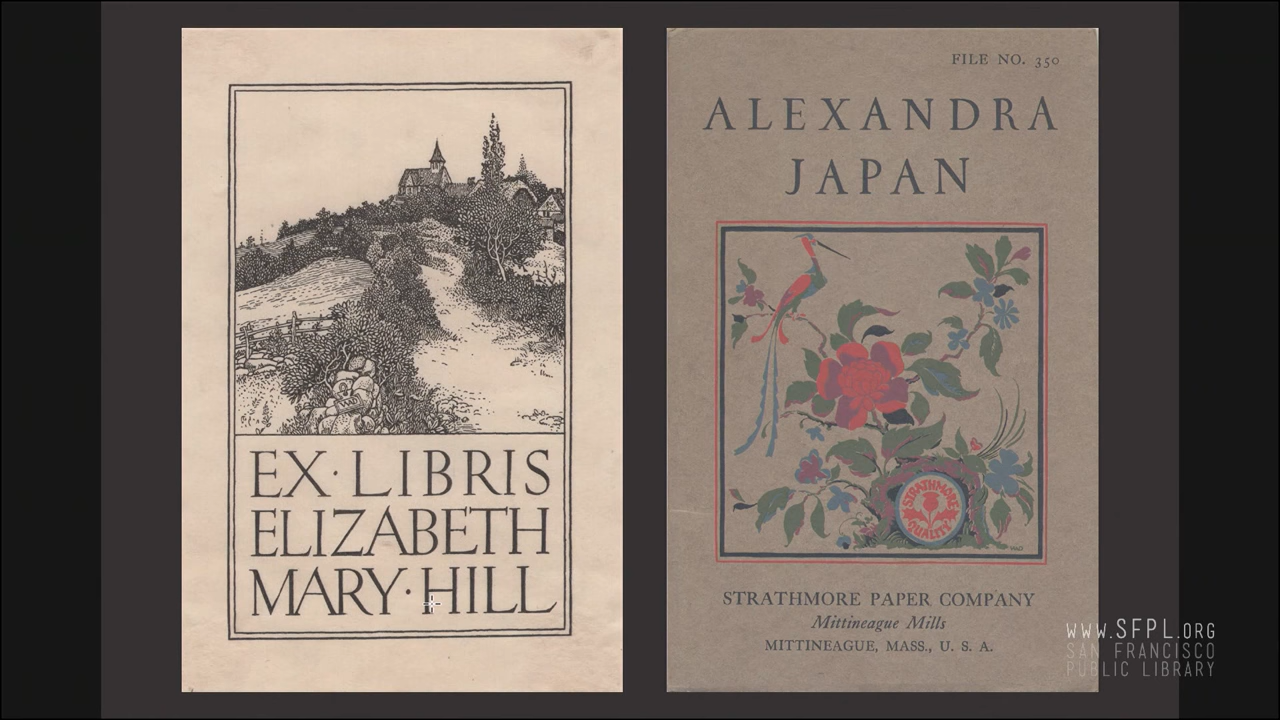 EX·LIBRIS
ELIZABETH
MARY·HILL
FILE NO. 350
ALEXANDRA
JAPAN
STRATHMORE
QUALITY
WAD
STRATHMORE PAPER COMPANY
Mittineague Mills
MITTINEAGUE, MASS., U. S. A.
WWW.SFPL.ORG
SAN FRANCISCO
PUBLIC LIBRARY